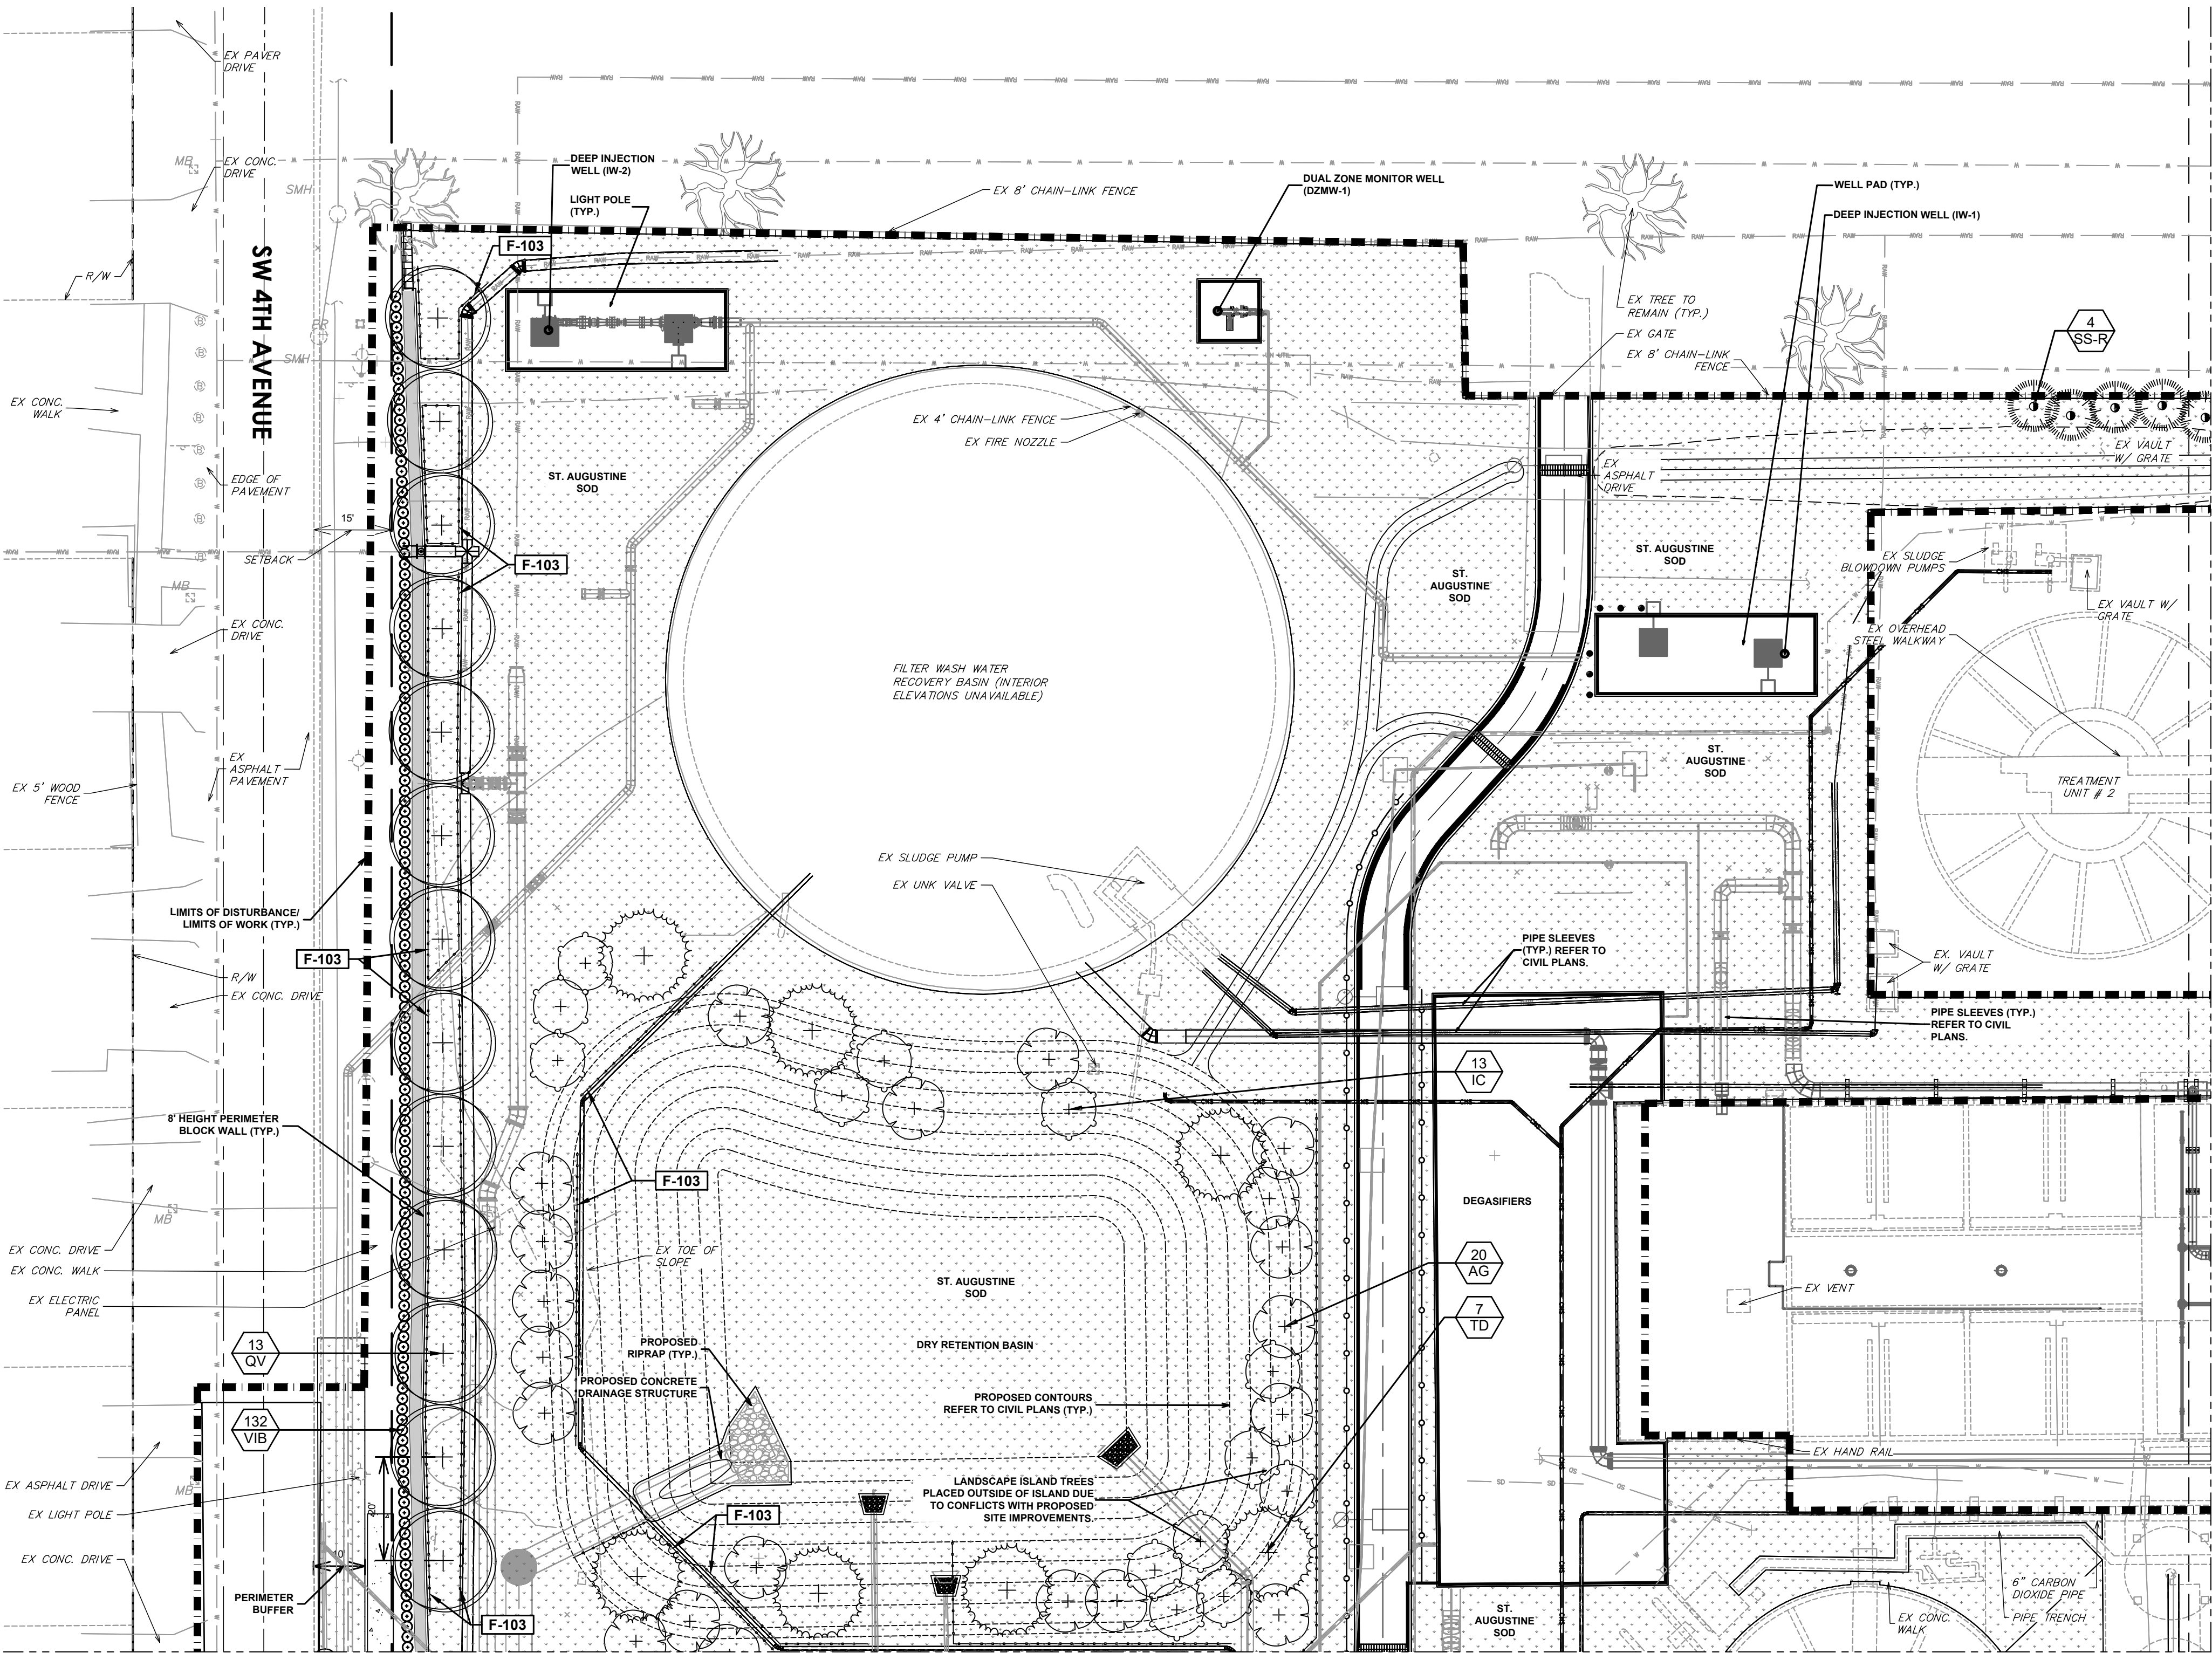 EX PAVER
DRIVE
MB
EX CONC.
DRIVE
SMH
R/W
SW 4TH AVENUE
SMH
EX CONC.
WALK
EDGE OF
PAVEMENT
15'
SETBACK
MB
EX CONC.
DRIVE
EX
ASPHALT
PAVEMENT
EX 5' WOOD
FENCE
LIMITS OF DISTURBANCE/
LIMITS OF WORK (TYP.)
F-103
R/W
EX CONC. DRIVE
8' HEIGHT PERIMETER
BLOCK WALL (TYP.)
MB
EX CONC. DRIVE
EX CONC. WALK
EX ELECTRIC
PANEL
13
QV
132
VIB
EX ASPHALT DRIVE
MB
EX LIGHT POLE
20'
EX CONC. DRIVE
10'
PERIMETER
BUFFER
F-103
DEEP INJECTION
WELL (IW-2)
LIGHT POLE
(TYP.)
F-103
EX 8' CHAIN-LINK FENCE
DUAL ZONE MONITOR WELL
(DZMW-1)
WELL PAD (TYP.)
DEEP INJECTION WELL (IW-1)
EX TREE TO
REMAIN (TYP.)
EX GATE
EX 8' CHAIN-LINK
FENCE
4
SS-R
EX 4' CHAIN-LINK FENCE
EX FIRE NOZZLE
ST. AUGUSTINE
SOD
F-103
EX
ASPHALT
DRIVE
EX VAULT
W/ GRATE
ST.
AUGUSTINE
SOD
ST. AUGUSTINE
SOD
EX SLUDGE
BLOWDOWN PUMPS
EX VAULT W/
GRATE
EX OVERHEAD
STEEL WALKWAY
FILTER WASH WATER
RECOVERY BASIN (INTERIOR
ELEVATIONS UNAVAILABLE)
ST.
AUGUSTINE
SOD
TREATMENT
UNIT # 2
EX SLUDGE PUMP
EX UNK VALVE
PIPE SLEEVES
(TYP.) REFER TO
CIVIL PLANS.
EX. VAULT
W/ GRATE
PIPE SLEEVES (TYP.)
REFER TO CIVIL
PLANS.
13
IC
F-103
DEGASIFIERS
EX TOE OF
SLOPE
20
AG
ST. AUGUSTINE
SOD
EX VENT
7
TD
PROPOSED
RIPRAP (TYP.)
DRY RETENTION BASIN
PROPOSED CONCRETE
DRAINAGE STRUCTURE
PROPOSED CONTOURS
REFER TO CIVIL PLANS (TYP.)
EX HAND RAIL
LANDSCAPE ISLAND TREES
PLACED OUTSIDE OF ISLAND DUE
TO CONFLICTS WITH PROPOSED
SITE IMPROVEMENTS.
F-103
ST.
AUGUSTINE
SOD
6" CARBON
DIOXIDE PIPE
EX CONC.
WALK
PIPE TRENCH